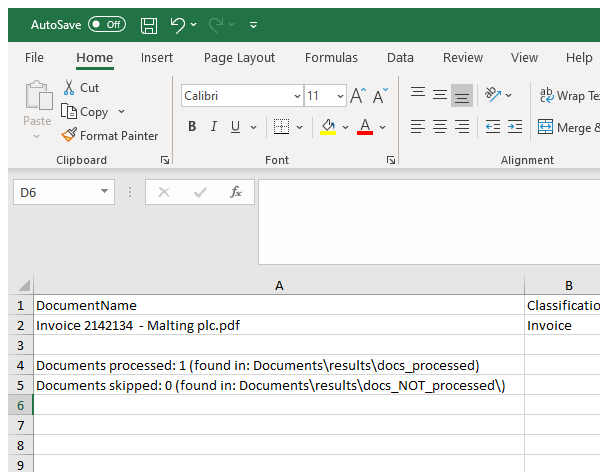 AutoSave Off
File Home Insert Page Layout Formulas Data Review View Help
Cut
Calibri 11 A A ab Wrap Te
Paste Copy
Format Painter B I U A Merge &
Clipboard Font Alignment
D6 fx
A B
1 DocumentName Classificatio
2 Invoice 2142134 - Malting plc.pdf Invoice
3
4 Documents processed: 1 (found in: Documents\results\docs_processed)
5 Documents skipped: 0 (found in: Documents\results\docs_NOT_processed\)
6
7
8
9